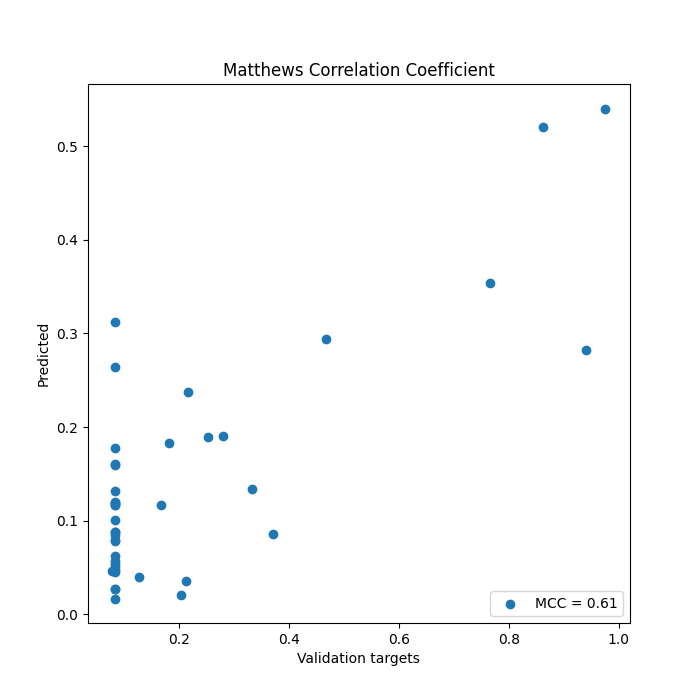 Matthews Correlation Coefficient
0.5
0.4
0.3
0.2
0.1
0.0
Predicted
MCC = 0.61
0.2 0.4 0.6 0.8 1.0
Validation targets